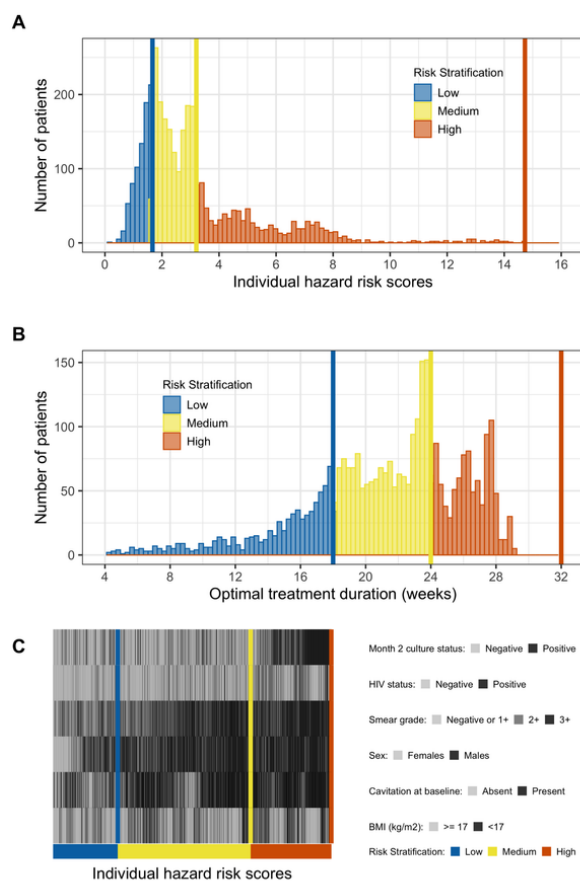 A
Number of patients
200
100
0
Risk Stratification
Low
Medium
High
0 2 4 6 8 10 12 14 16
Individual hazard risk scores
B
Number of patients
150
100
50
0
Risk Stratification
Low
Medium
High
4 8 12 16 20 24 28 32
Optimal treatment duration (weeks)
C
Month 2 culture status: Negative Positive
HIV status: Negative Positive
Smear grade: Negative or 1+ 2+ 3+
Sex: Females Males
Cavitation at baseline: Absent Present
BMI (kg/m2): >= 17 <17
Risk Stratification: Low Medium High
Individual hazard risk scores